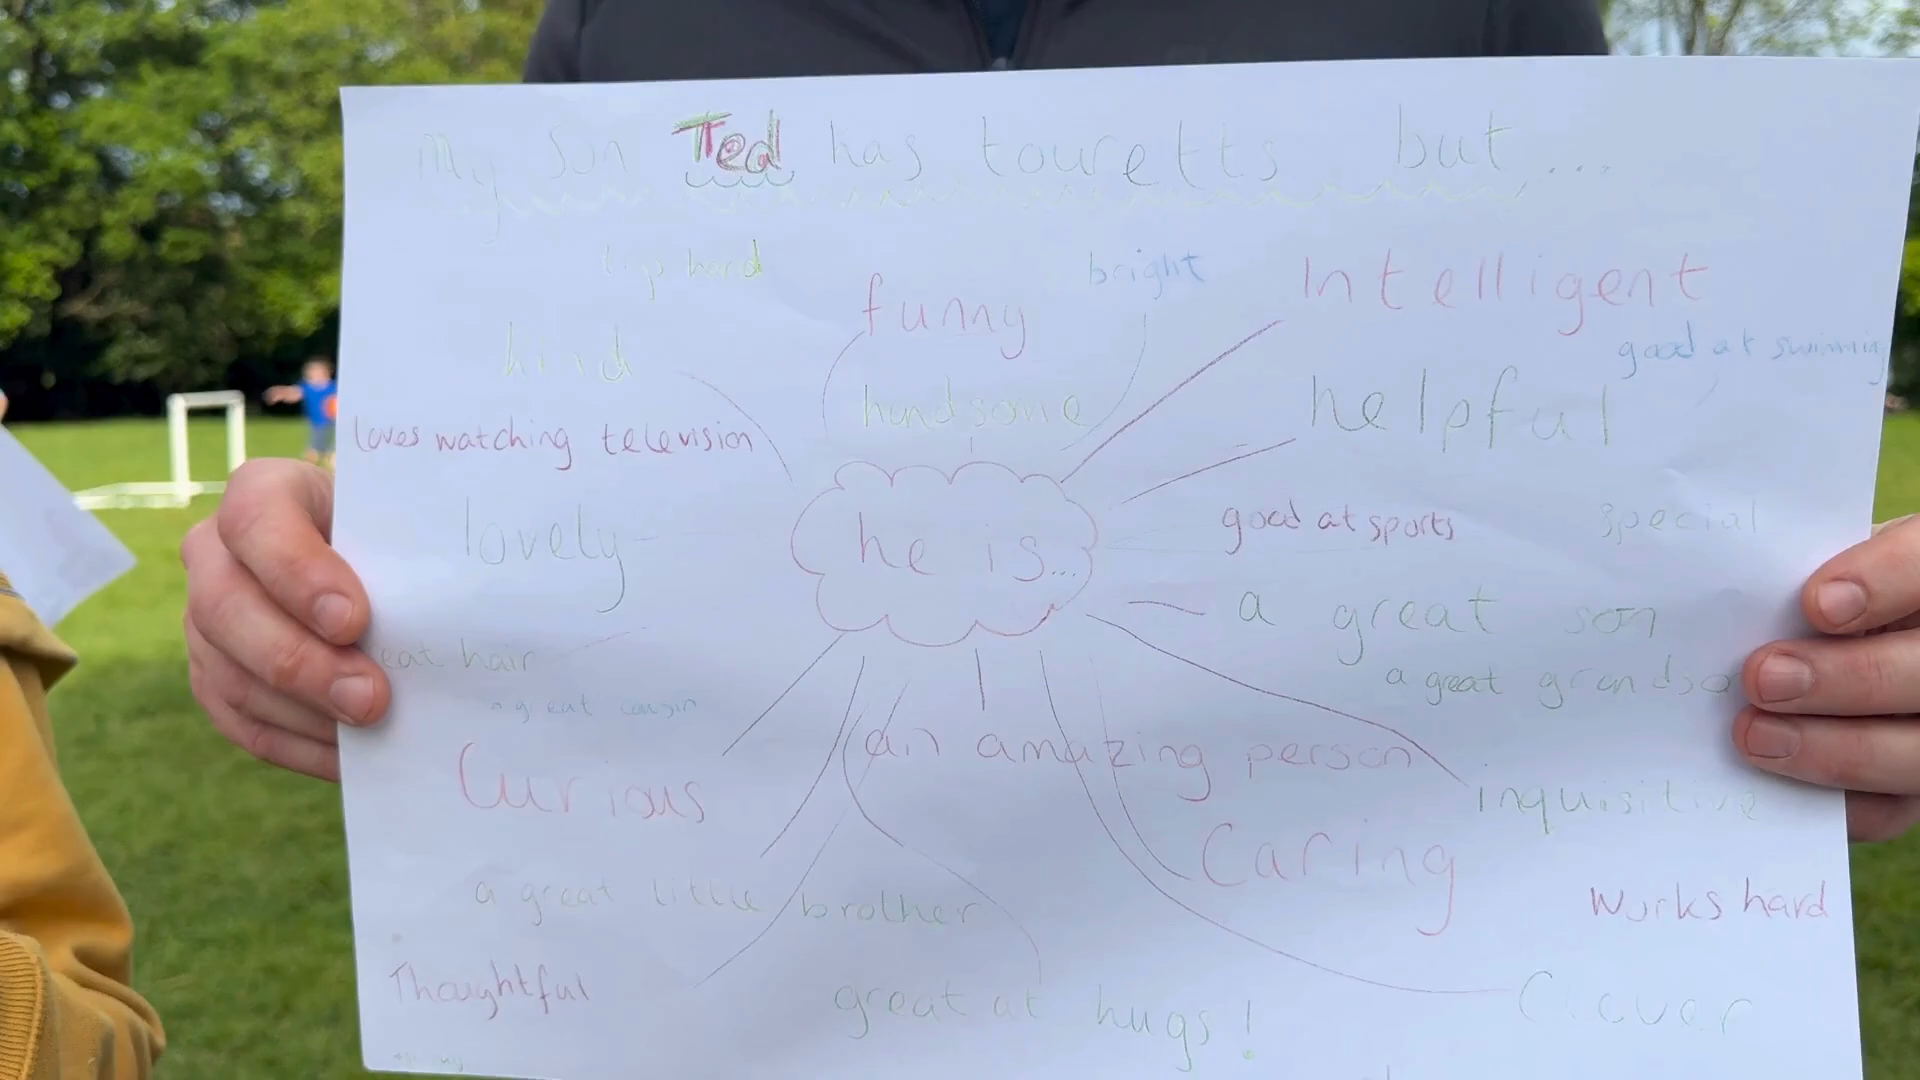 My son Ted has touretts but...
bright
Intelligent
funny
good at swimming
kind
helpful
handsome
loves watching television
lovely
he is...
good at sports
special
a great son
eat hair
a great grandso
a great cousin
an amazing person
Curious
inquisitive
Caring
a great little brother
Works hard
Thoughtful
great at hugs!
Clever